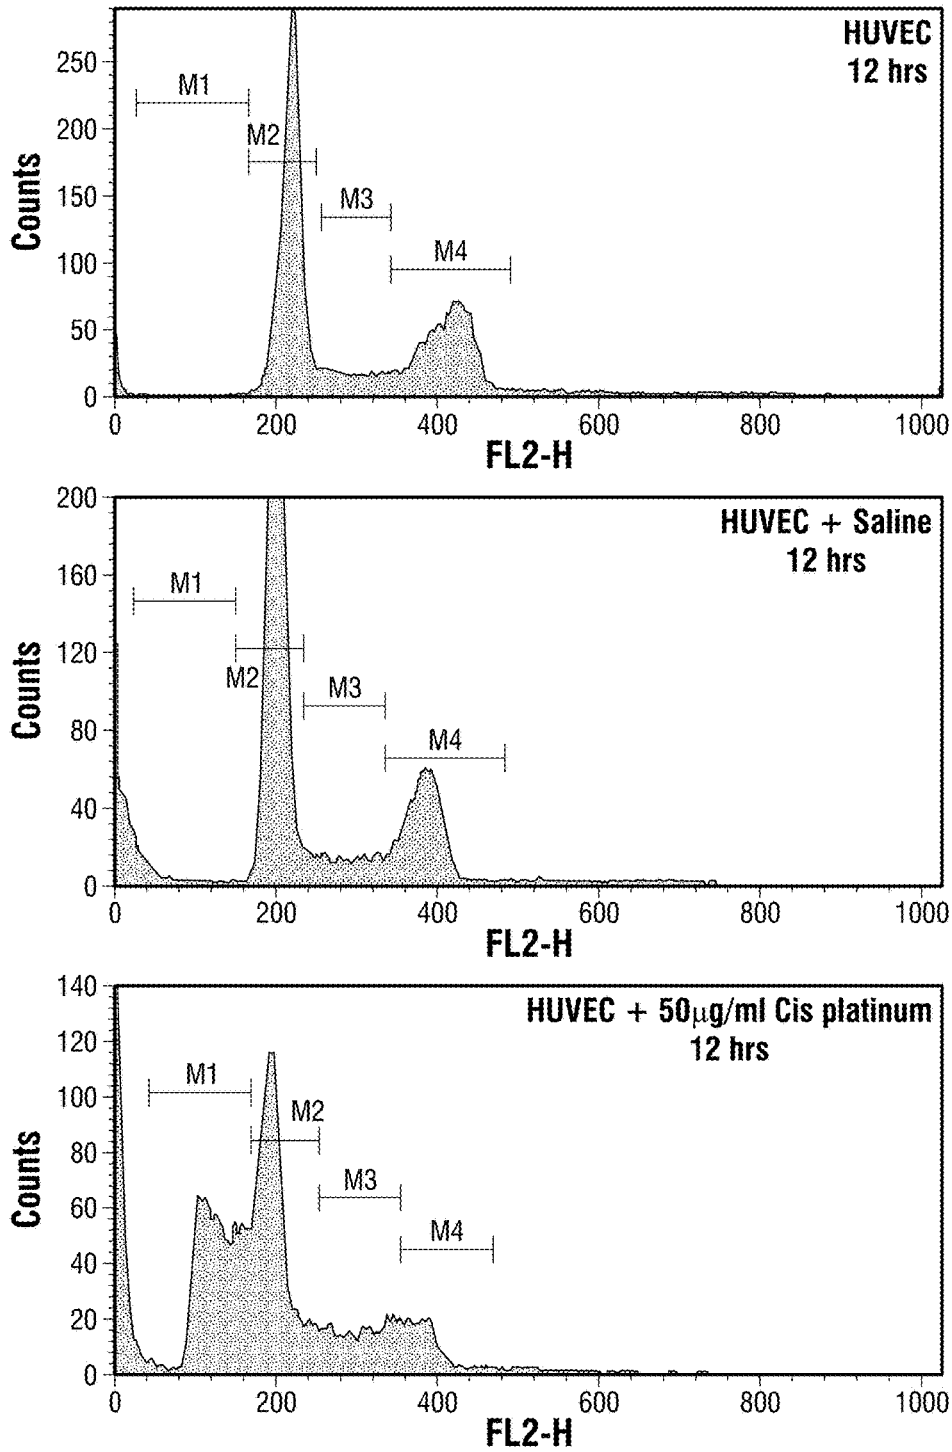 HUVEC
12 hrs
Counts
250
200
150
100
50
0
M1
M2
M3
M4
0 200 400 600 800 1000
FL2-H
HUVEC + Saline
12 hrs
Counts
200
160
120
80
40
0
M1
M2
M3
M4
0 200 400 600 800 1000
FL2-H
HUVEC + 50µg/ml Cis platinum
12 hrs
Counts
140
120
100
80
60
40
20
0
M1
M2
M3
M4
0 200 400 600 800 1000
FL2-H